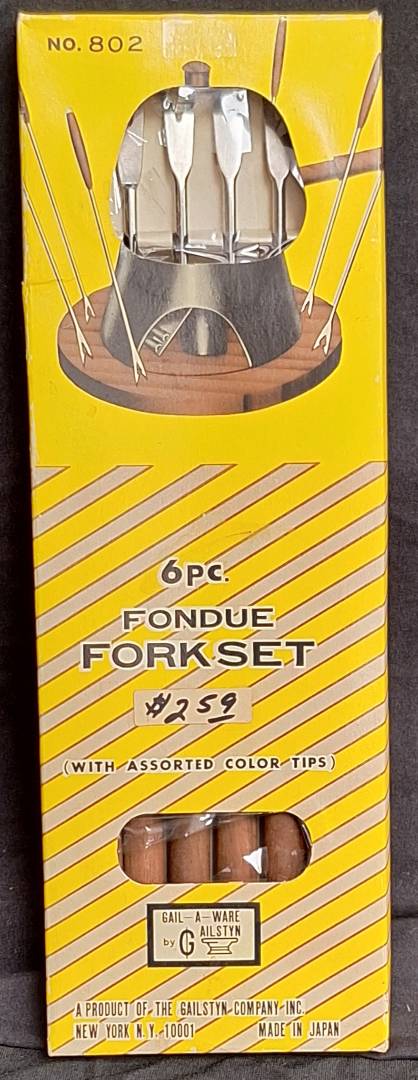 NO. 802
6PC.
FONDUE
FORK SET
$2 59
(WITH ASSORTED COLOR TIPS)
GAIL-A-WARE
by GAILSTYN
A PRODUCT OF THE GAILSTYN COMPANY INC.
NEW YORK N.Y. 10001 MADE IN JAPAN